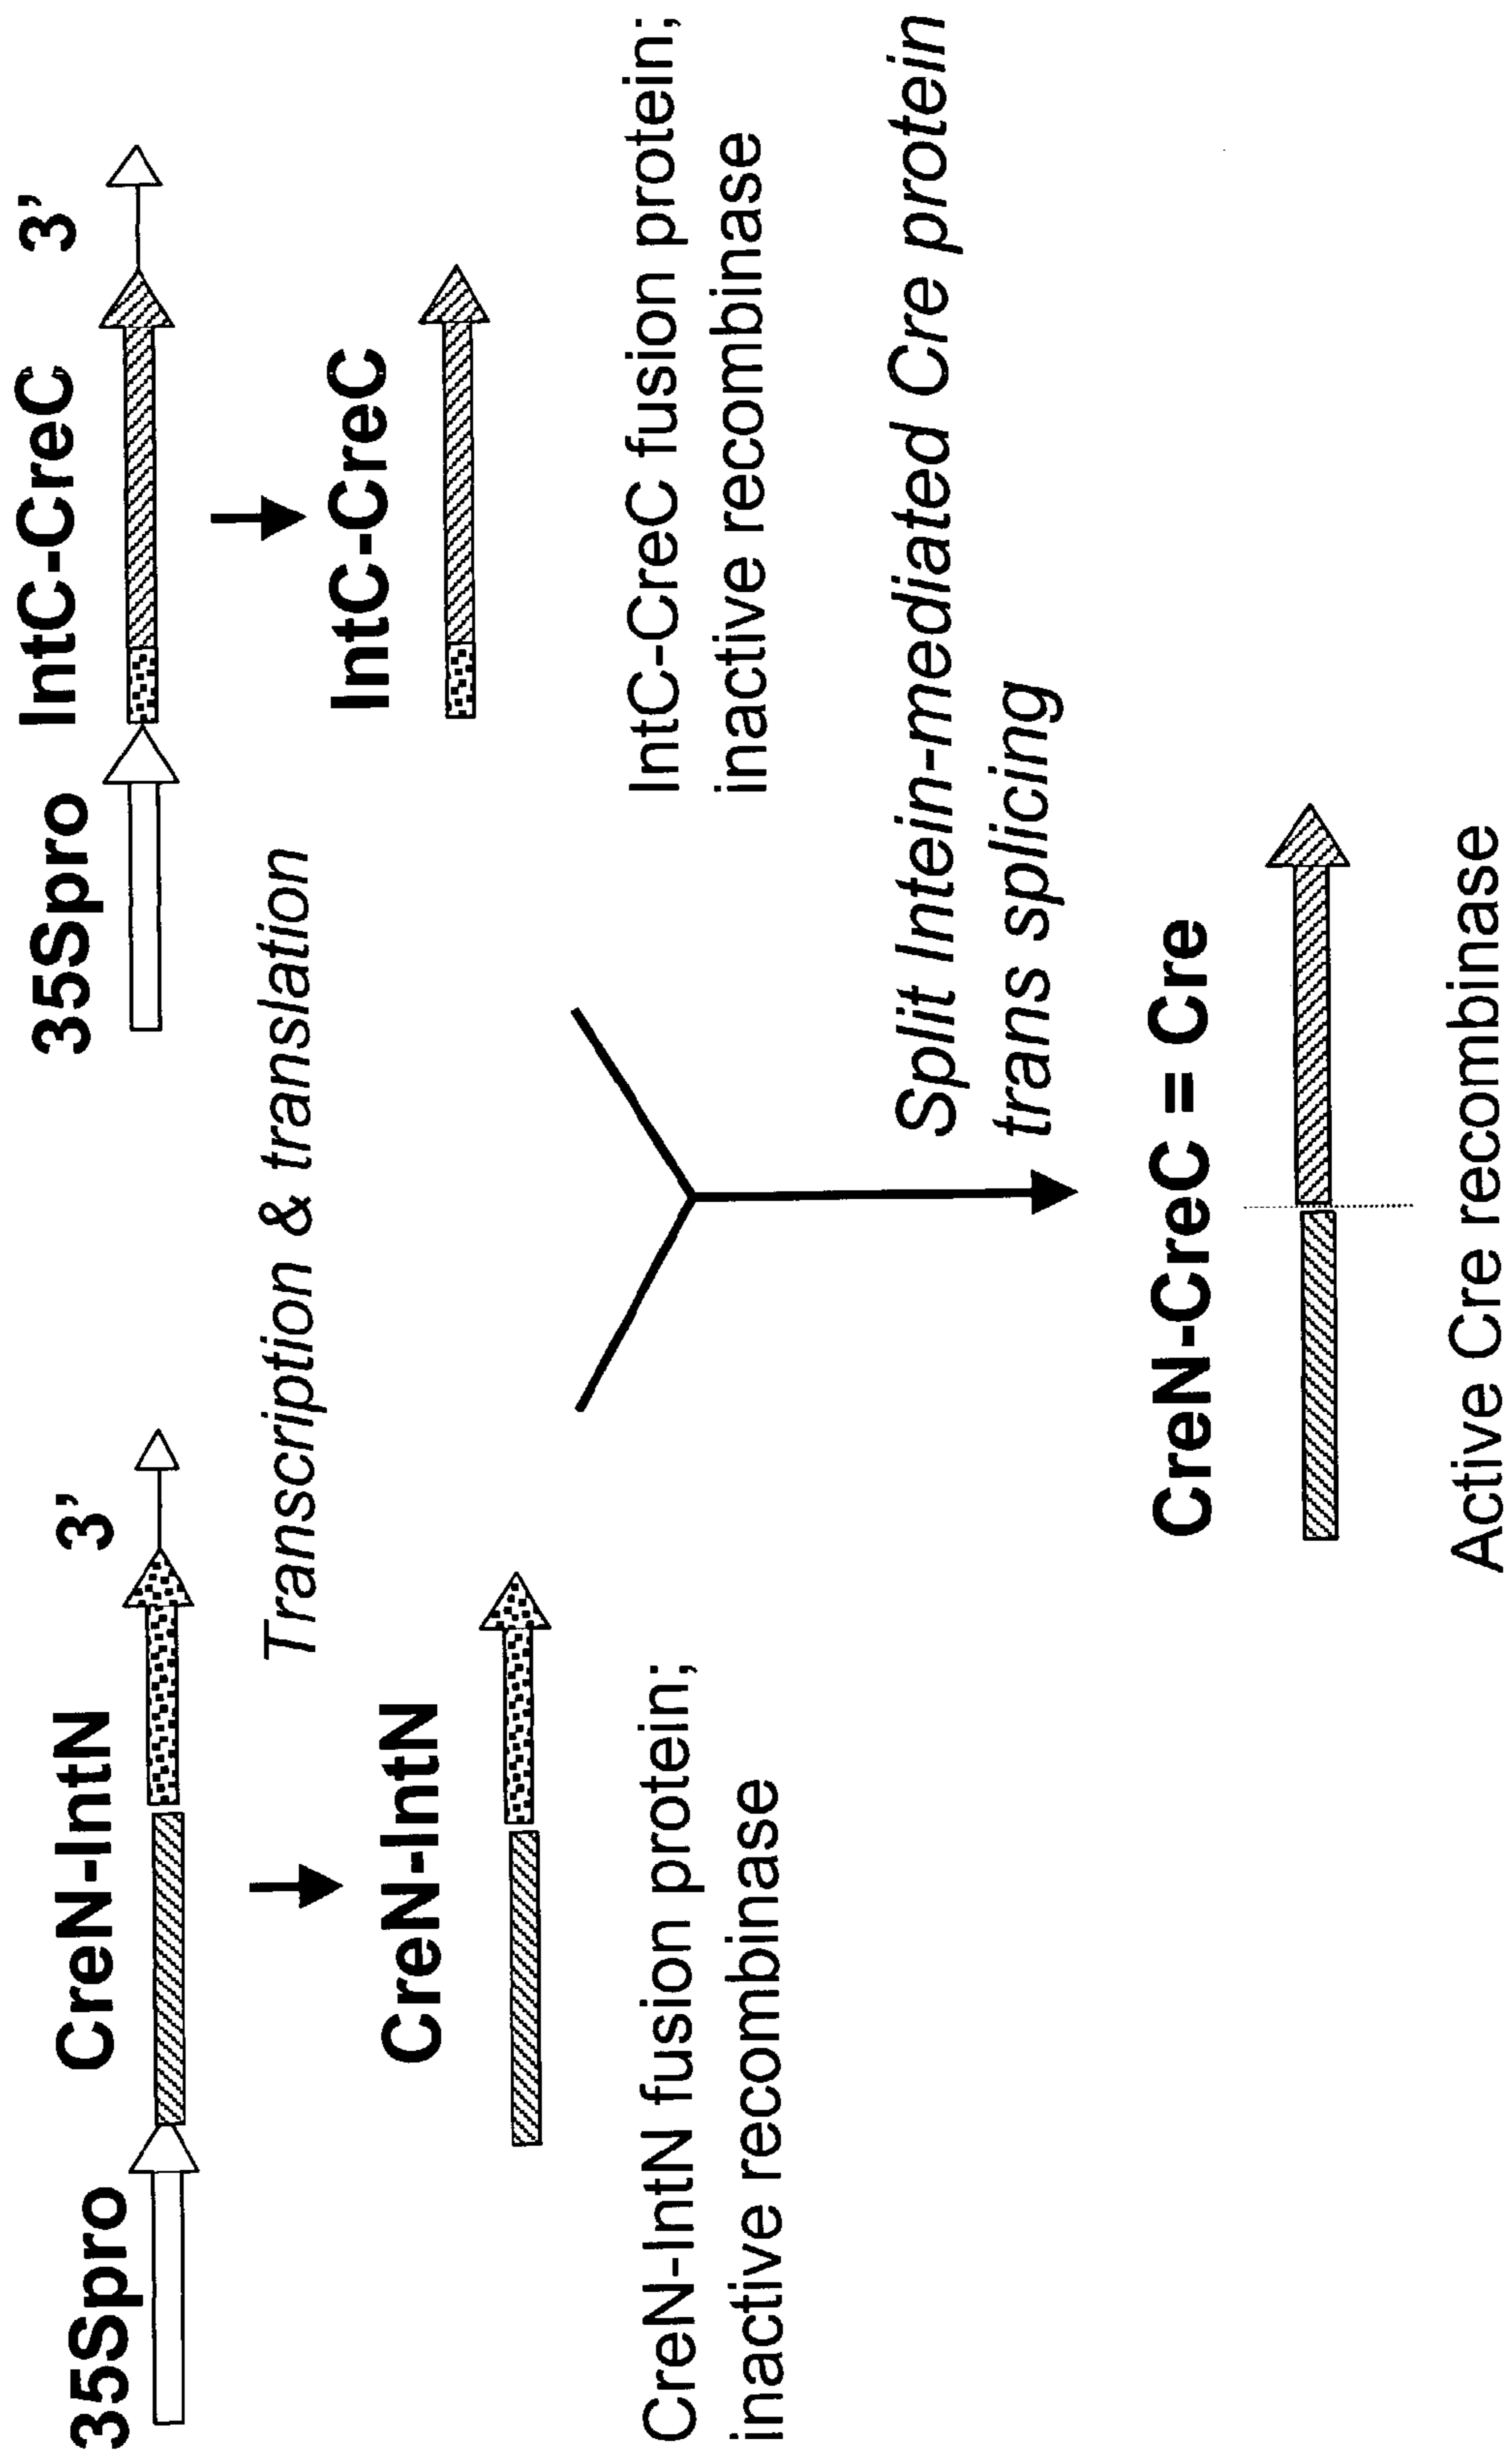 35Spro
CreN-IntN
3'
35Spro
IntC-CreC
3'
Transcription & translation
CreN-IntN
IntC-CreC
CreN-IntN fusion protein;
inactive recombinase
IntC-CreC fusion protein;
inactive recombinase
Split Intein-mediated Cre protein
trans splicing
CreN-CreC = Cre
Active Cre recombinase